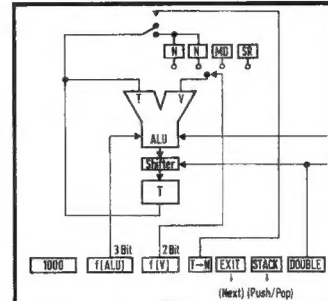 N N MD SR
T V
ALU
Shifter
T
3 Bit 2 Bit
1000 f(ALU) f(V) T→N EXIT STACK DOUBLE
(Next) (Push/Pop)